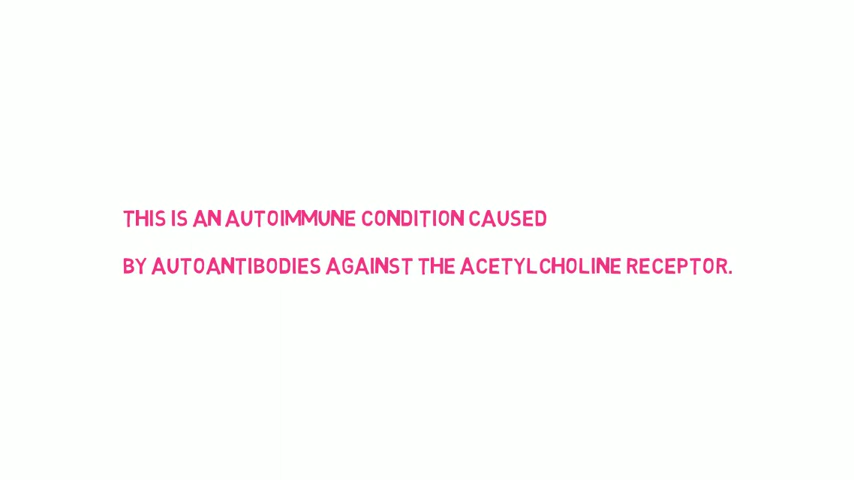 THIS IS AN AUTOIMMUNE CONDITION CAUSED
BY AUTOANTIBODIES AGAINST THE ACETYLCHOLINE RECEPTOR.